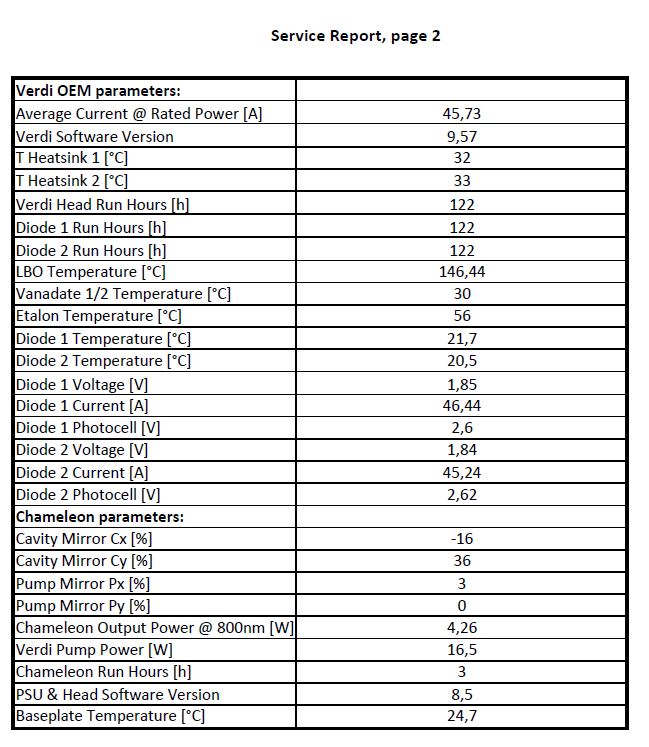 Service Report, page 2
Verdi OEM parameters:
Average Current @ Rated Power [A] 45,73
Verdi Software Version 9,57
T Heatsink 1 [°C] 32
T Heatsink 2 [°C] 33
Verdi Head Run Hours [h] 122
Diode 1 Run Hours [h] 122
Diode 2 Run Hours [h] 122
LBO Temperature [°C] 146,44
Vanadate 1/2 Temperature [°C] 30
Etalon Temperature [°C] 56
Diode 1 Temperature [°C] 21,7
Diode 2 Temperature [°C] 20,5
Diode 1 Voltage [V] 1,85
Diode 1 Current [A] 46,44
Diode 1 Photocell [V] 2,6
Diode 2 Voltage [V] 1,84
Diode 2 Current [A] 45,24
Diode 2 Photocell [V] 2,62
Chameleon parameters:
Cavity Mirror Cx [%] -16
Cavity Mirror Cy [%] 36
Pump Mirror Px [%] 3
Pump Mirror Py [%] 0
Chameleon Output Power @ 800nm [W] 4,26
Verdi Pump Power [W] 16,5
Chameleon Run Hours [h] 3
PSU & Head Software Version 8,5
Baseplate Temperature [°C] 24,7